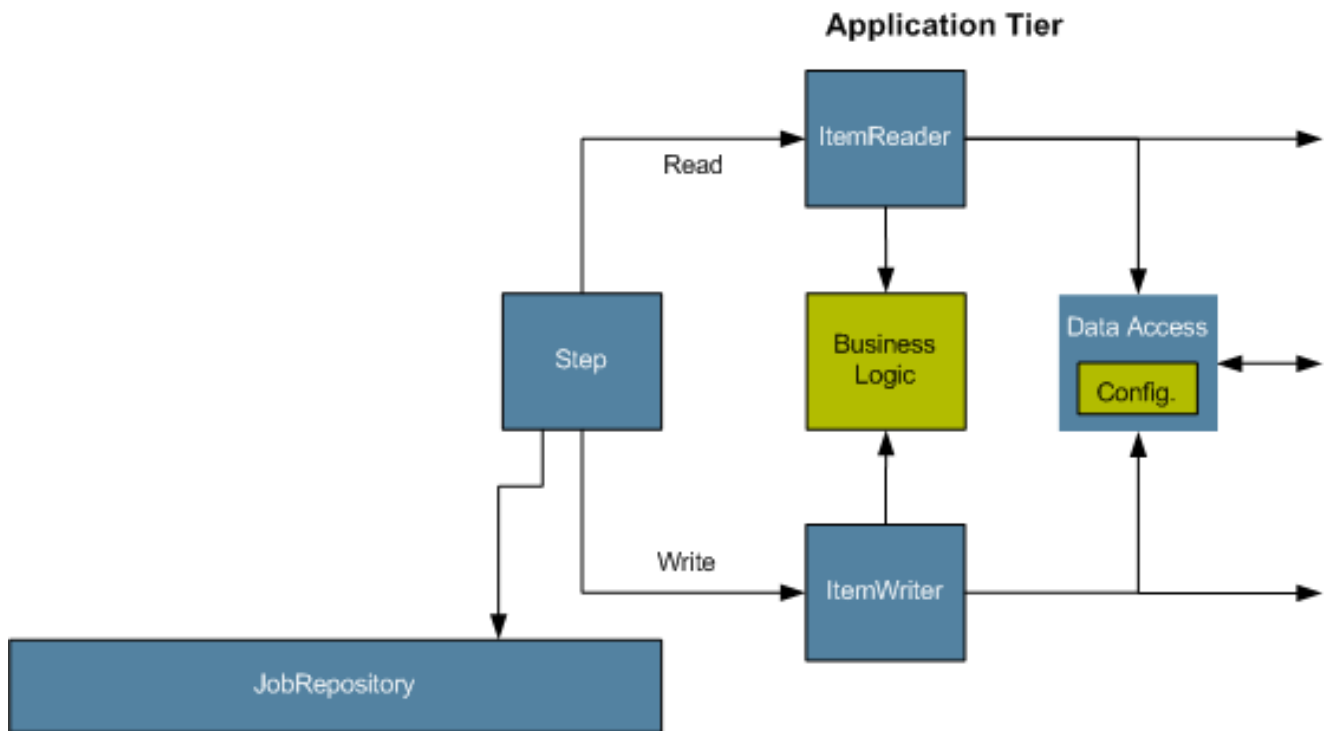 Application Tier
ItemReader
Read
Step
Business
Logic
Data Access
Config.
Write
ItemWriter
JobRepository